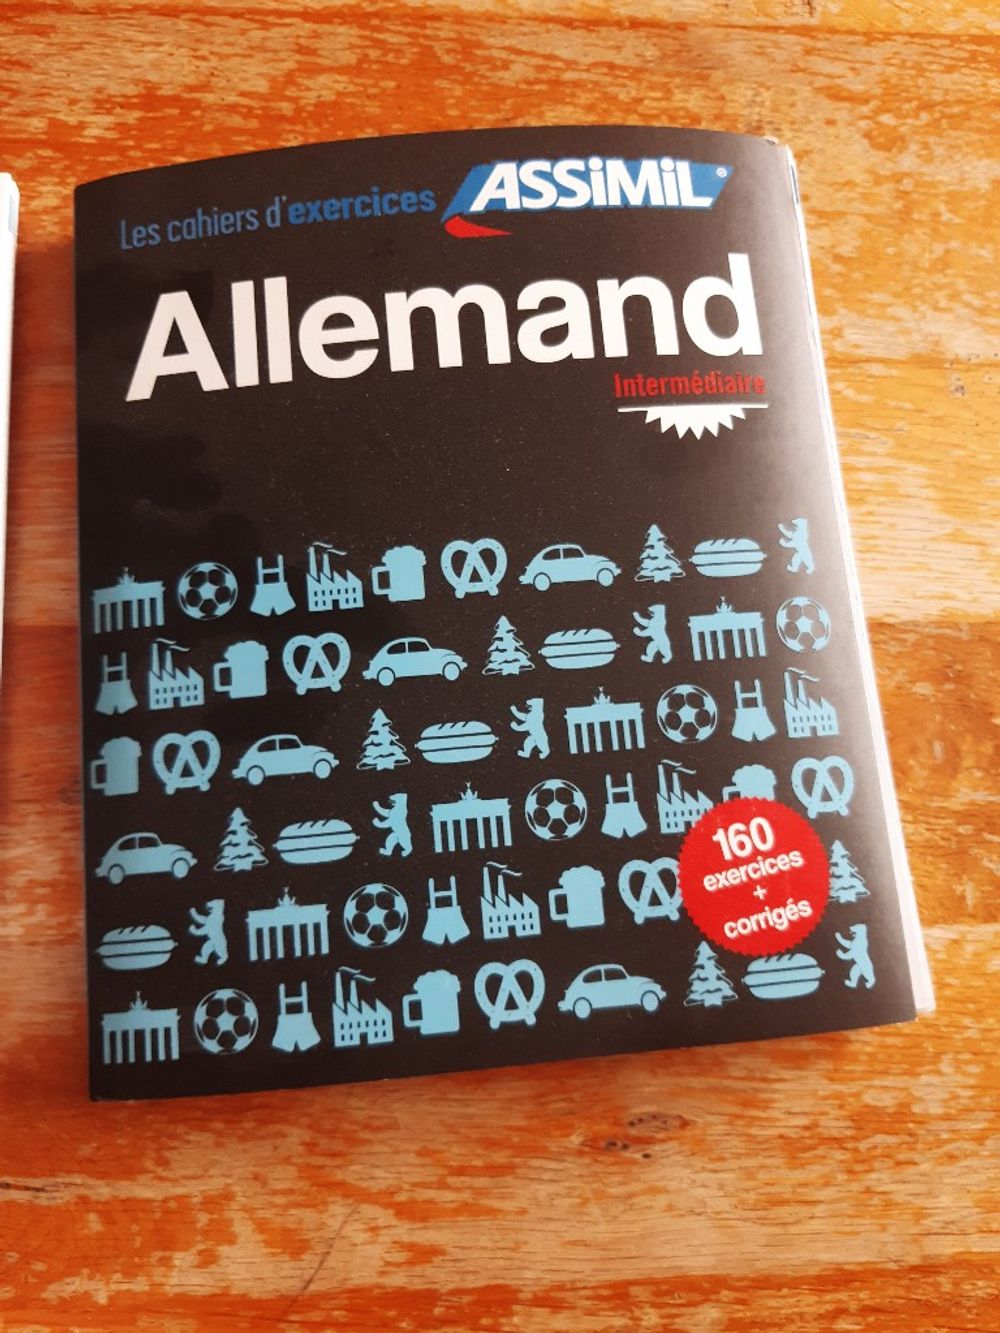 Les cahiers d'exercices ASSiMiL®
Allemand
Intermédiaire
160
exercices
+
corrigés